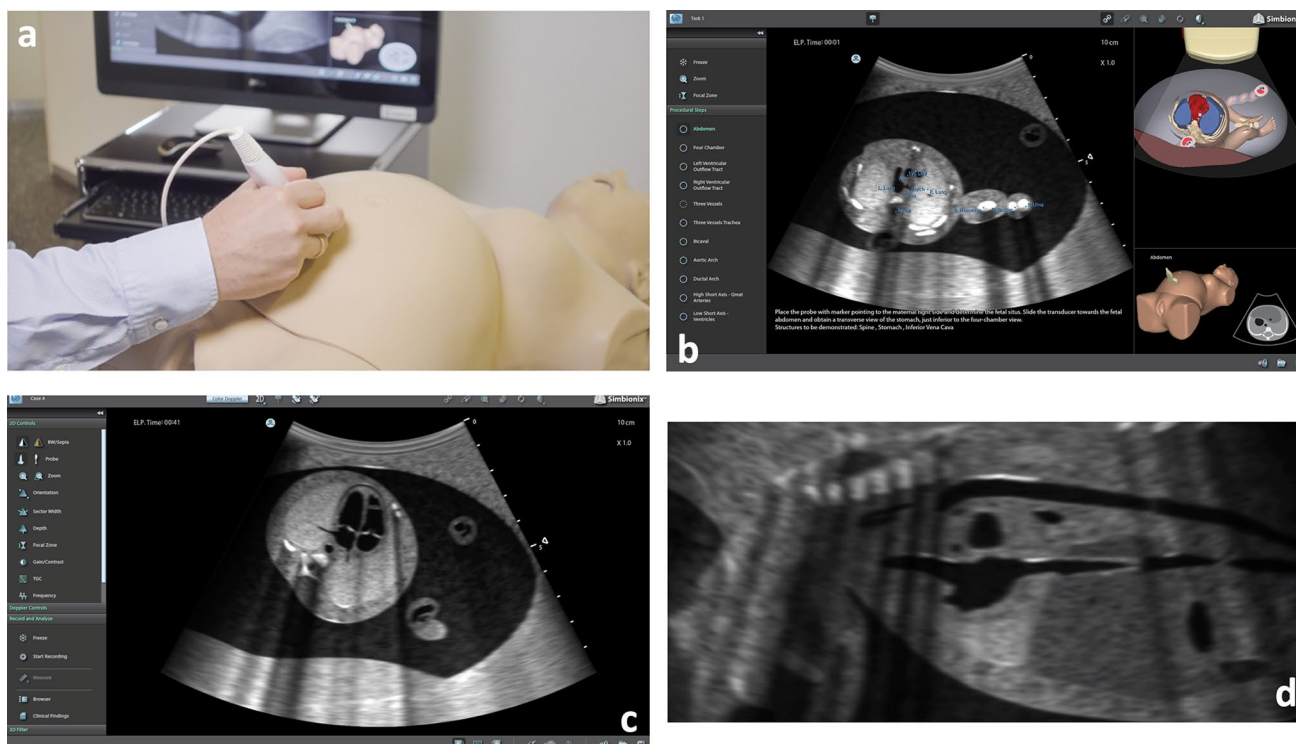 a
Task 1
Simbion
ELP. Time: 00:01
10 cm
X 1.0
0
5
Freeze
Zoom
Focal Zone
Procedural Steps
Abdomen
Four Chamber
Left Ventricular
Outflow Tract
Right Ventricular
Outflow Tract
Three Vessels
Three Vessels Trachea
Bicaval
Aortic Arch
Ductal Arch
High Short Axis - Great
Arteries
Low Short Axis -
Ventricles
Place the probe with marker pointing to the maternal right side and determine the fetal situs. Slide the transducer towards the fetal
abdomen and obtain a transverse view of the stomach, just inferior to the four-chamber view.
Structures to be demonstrated: Spine , Stomach , Inferior Vena Cava
Abdomen
b
Case 4
Color Doppler
2D
Simbionix
ELP. Time: 00:41
10 cm
X 1.0
0
5
2D Controls
BW/Sepia
Probe
Zoom
Orientation
Sector Width
Depth
Focal Zone
Gain/Contrast
TGC
Frequency
Doppler Controls
Record and Analyze
Freeze
Start Recording
Measure
Browser
Clinical Findings
2D Filter
c
d